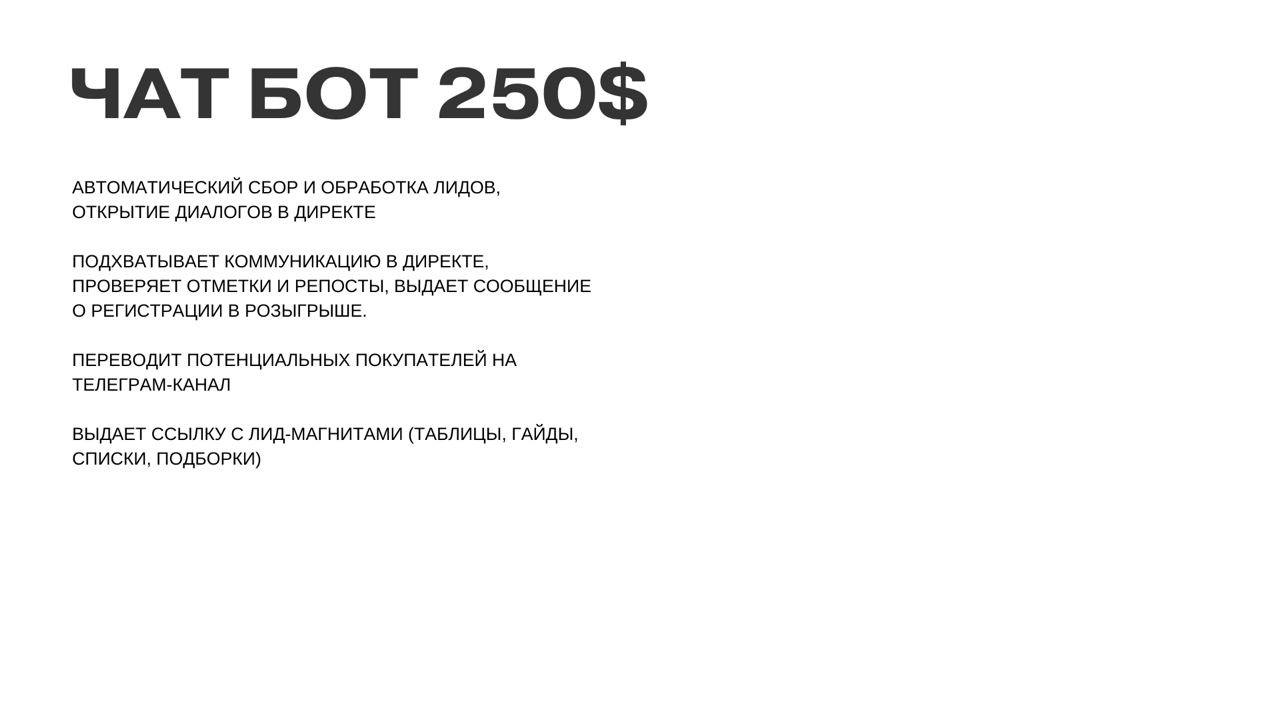 ЧАТ БОТ 250$
АВТОМАТИЧЕСКИЙ СБОР И ОБРАБОТКА ЛИДОВ,
ОТКРЫТИЕ ДИАЛОГОВ В ДИРЕКТЕ
ПОДХВАТЫВАЕТ КОММУНИКАЦИЮ В ДИРЕКТЕ,
ПРОВЕРЯЕТ ОТМЕТКИ И РЕПОСТЫ, ВЫДАЕТ СООБЩЕНИЕ
О РЕГИСТРАЦИИ В РОЗЫГРЫШЕ.
ПЕРЕВОДИТ ПОТЕНЦИАЛЬНЫХ ПОКУПАТЕЛЕЙ НА
ТЕЛЕГРАМ-КАНАЛ
ВЫДАЕТ ССЫЛКУ С ЛИД-МАГНИТАМИ (ТАБЛИЦЫ, ГАЙДЫ,
СПИСКИ, ПОДБОРКИ)